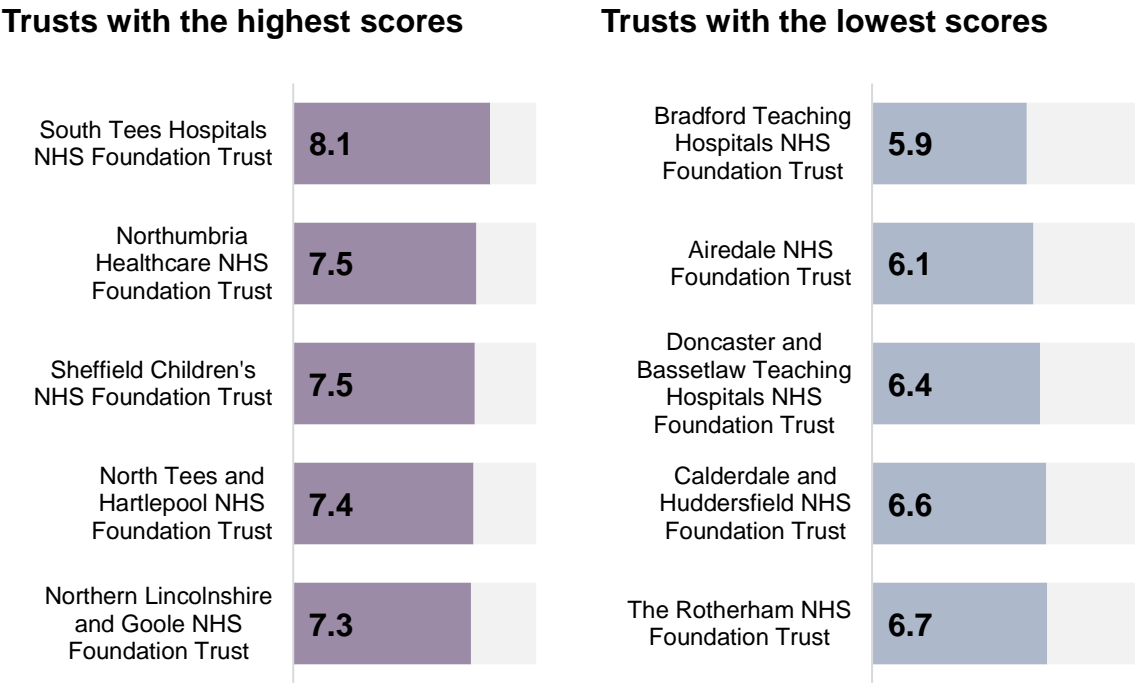 Trusts with the highest scores
South Tees Hospitals
NHS Foundation Trust
8.1
Northumbria
Healthcare NHS
Foundation Trust
7.5
Sheffield Children's
NHS Foundation Trust
7.5
North Tees and
Hartlepool NHS
Foundation Trust
7.4
Northern Lincolnshire
and Goole NHS
Foundation Trust
7.3
Trusts with the lowest scores
Bradford Teaching
Hospitals NHS
Foundation Trust
5.9
Airedale NHS
Foundation Trust
6.1
Doncaster and
Bassetlaw Teaching
Hospitals NHS
Foundation Trust
6.4
Calderdale and
Huddersfield NHS
Foundation Trust
6.6
The Rotherham NHS
Foundation Trust
6.7